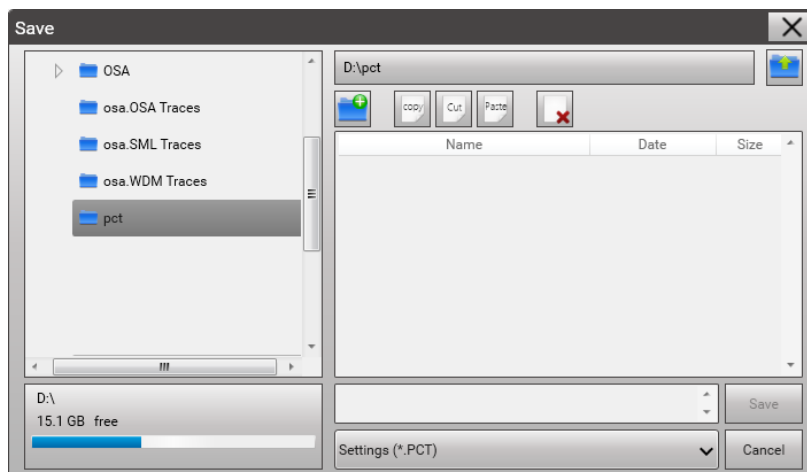 Save
OSA
osa.OSA Traces
osa.SML Traces
osa.WDM Traces
pct
D:\
15.1 GB free
D:\pct
copy Cut Paste
Name Date Size
Save
Settings (*.PCT)
Cancel